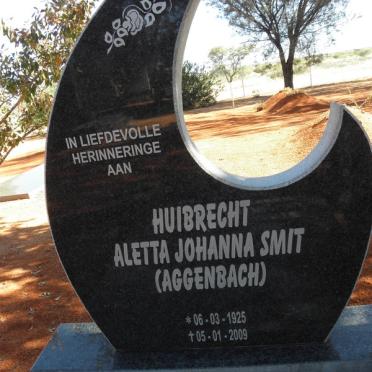 IN LIEFDEVOLLE
HERINNERINGE
AAN
HUIBRECHT
ALETTA JOHANNA SMIT
(AGGENBACH)
* 06 - 03 - 1925
† 05 - 01 - 2009